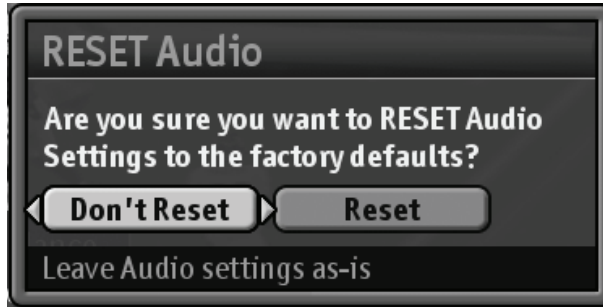 RESET Audio
Are you sure you want to RESET Audio
Settings to the factory defaults?
Don't Reset Reset
Leave Audio settings as-is